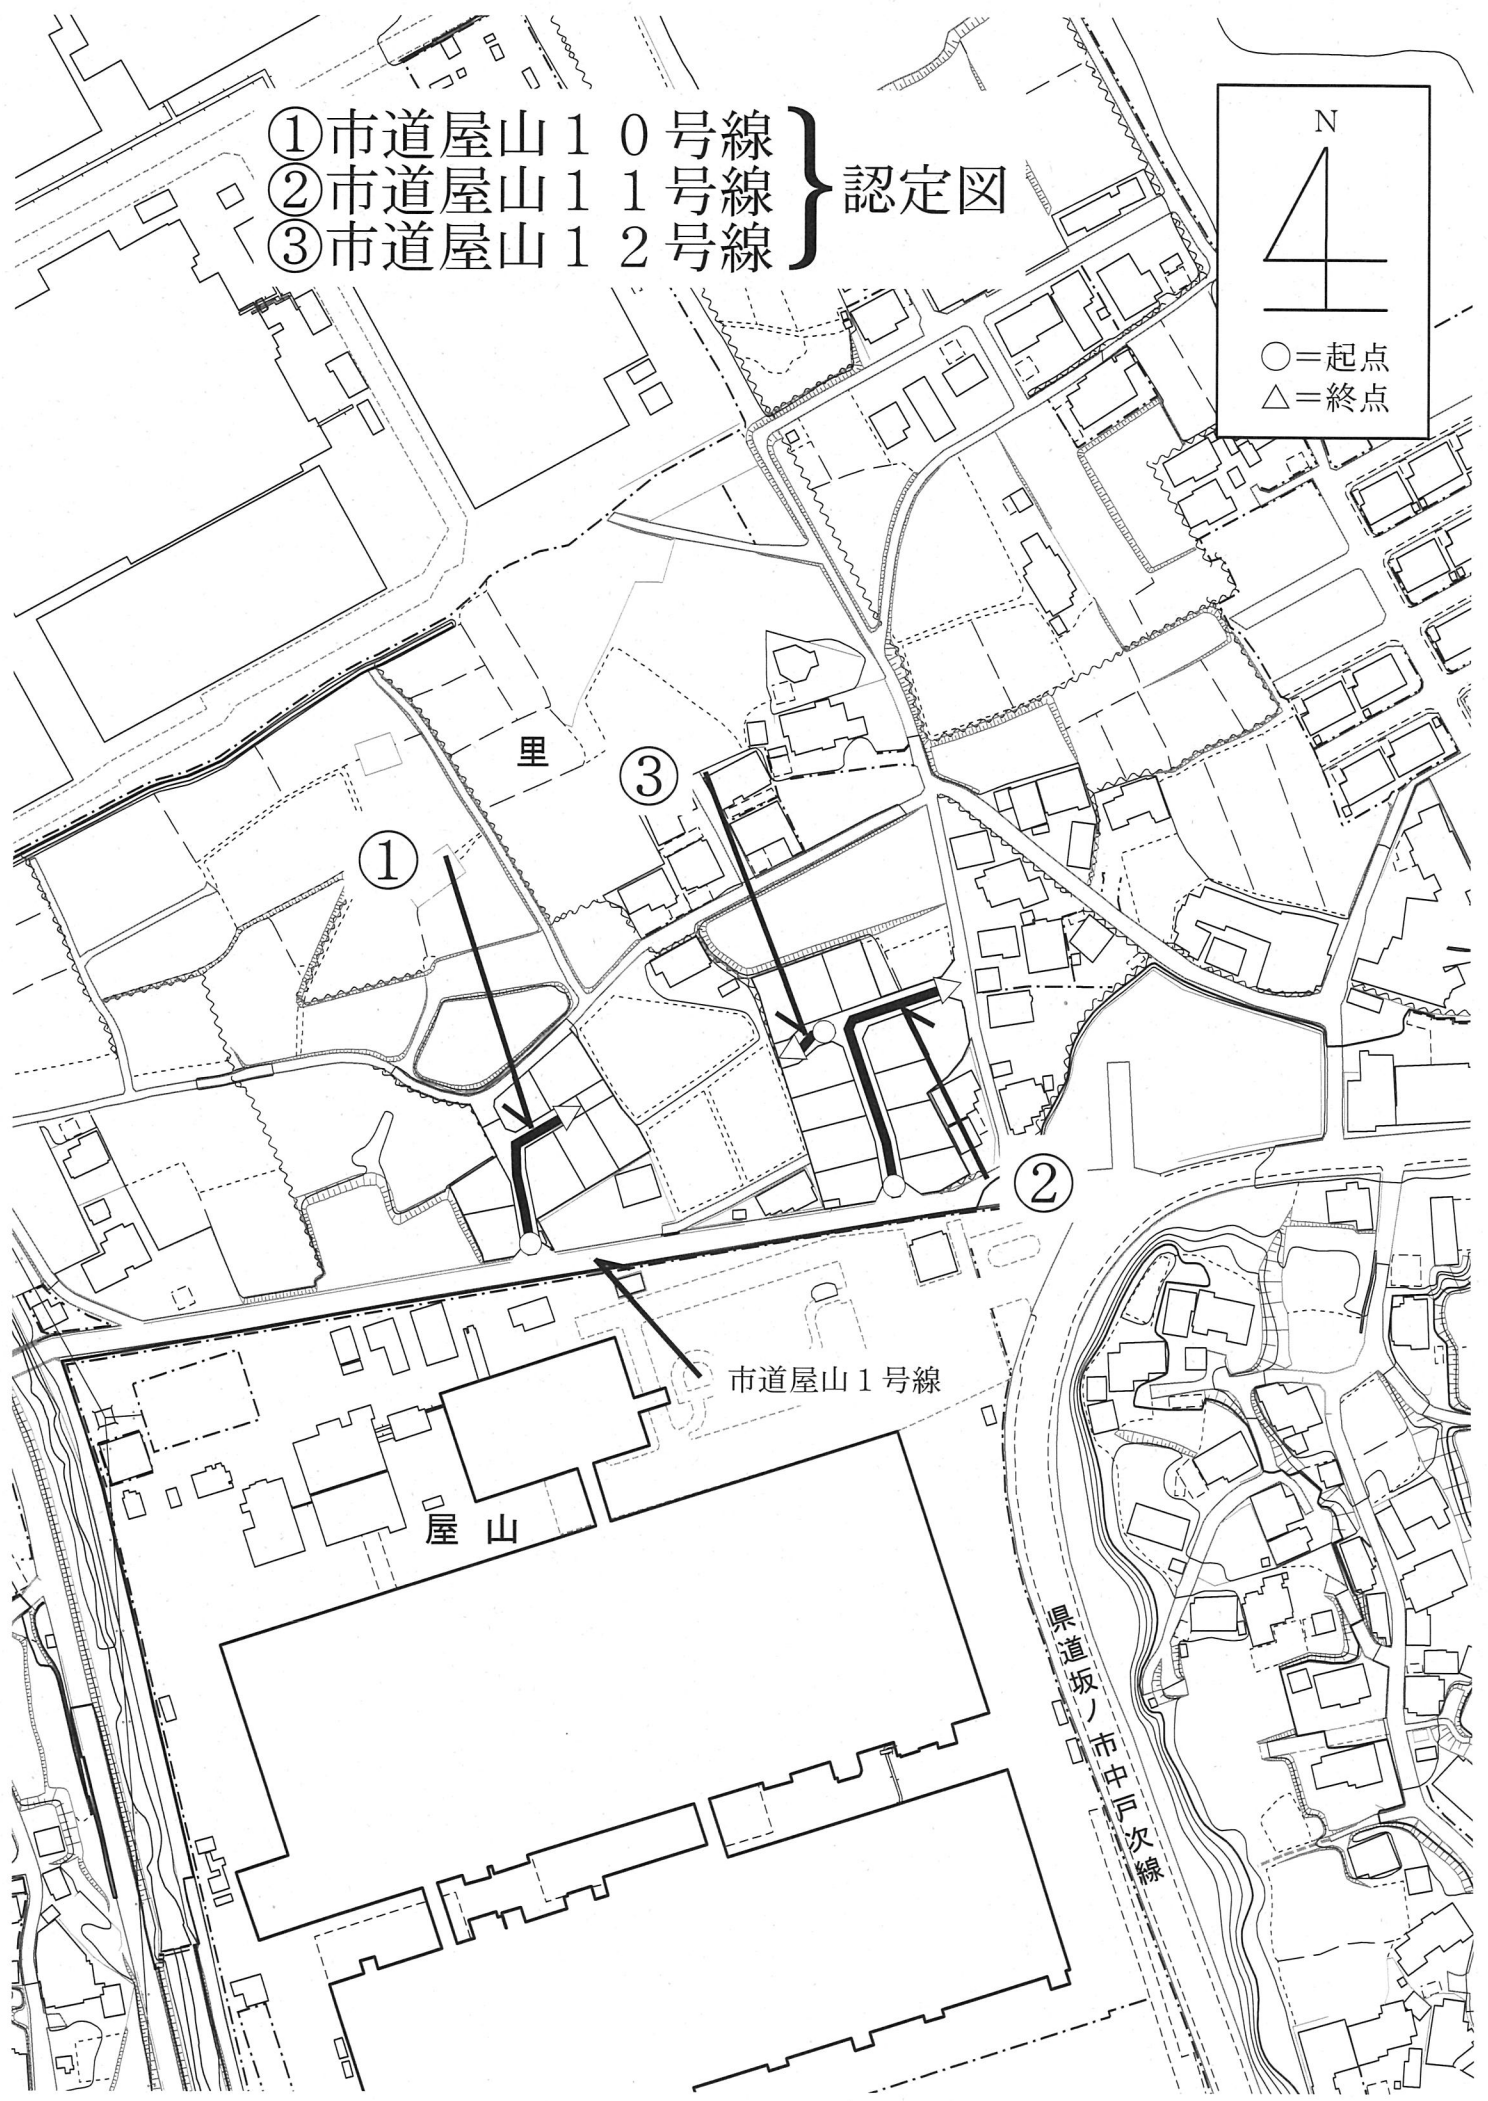 ①市道屋山１０号線
②市道屋山１１号線
③市道屋山１２号線
認定図
N
○＝起点
△＝終点
里
③
①
②
市道屋山１号線
屋山
県道坂ノ市中戸次線